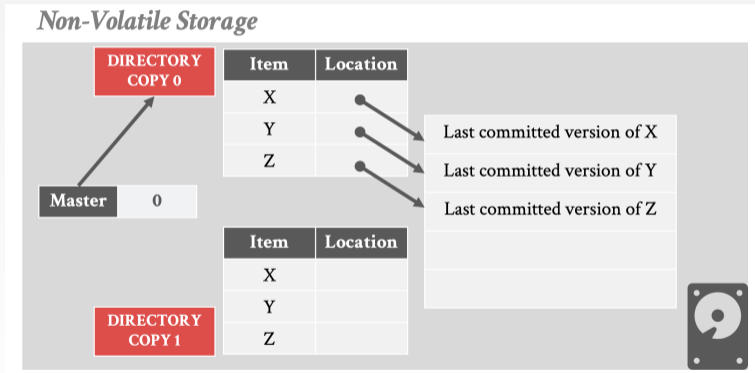 Non-Volatile Storage
DIRECTORY
COPY 0
Item Location
X
Y
Z
Last committed version of X
Last committed version of Y
Last committed version of Z
Master 0
Item Location
X
Y
Z
DIRECTORY
COPY 1